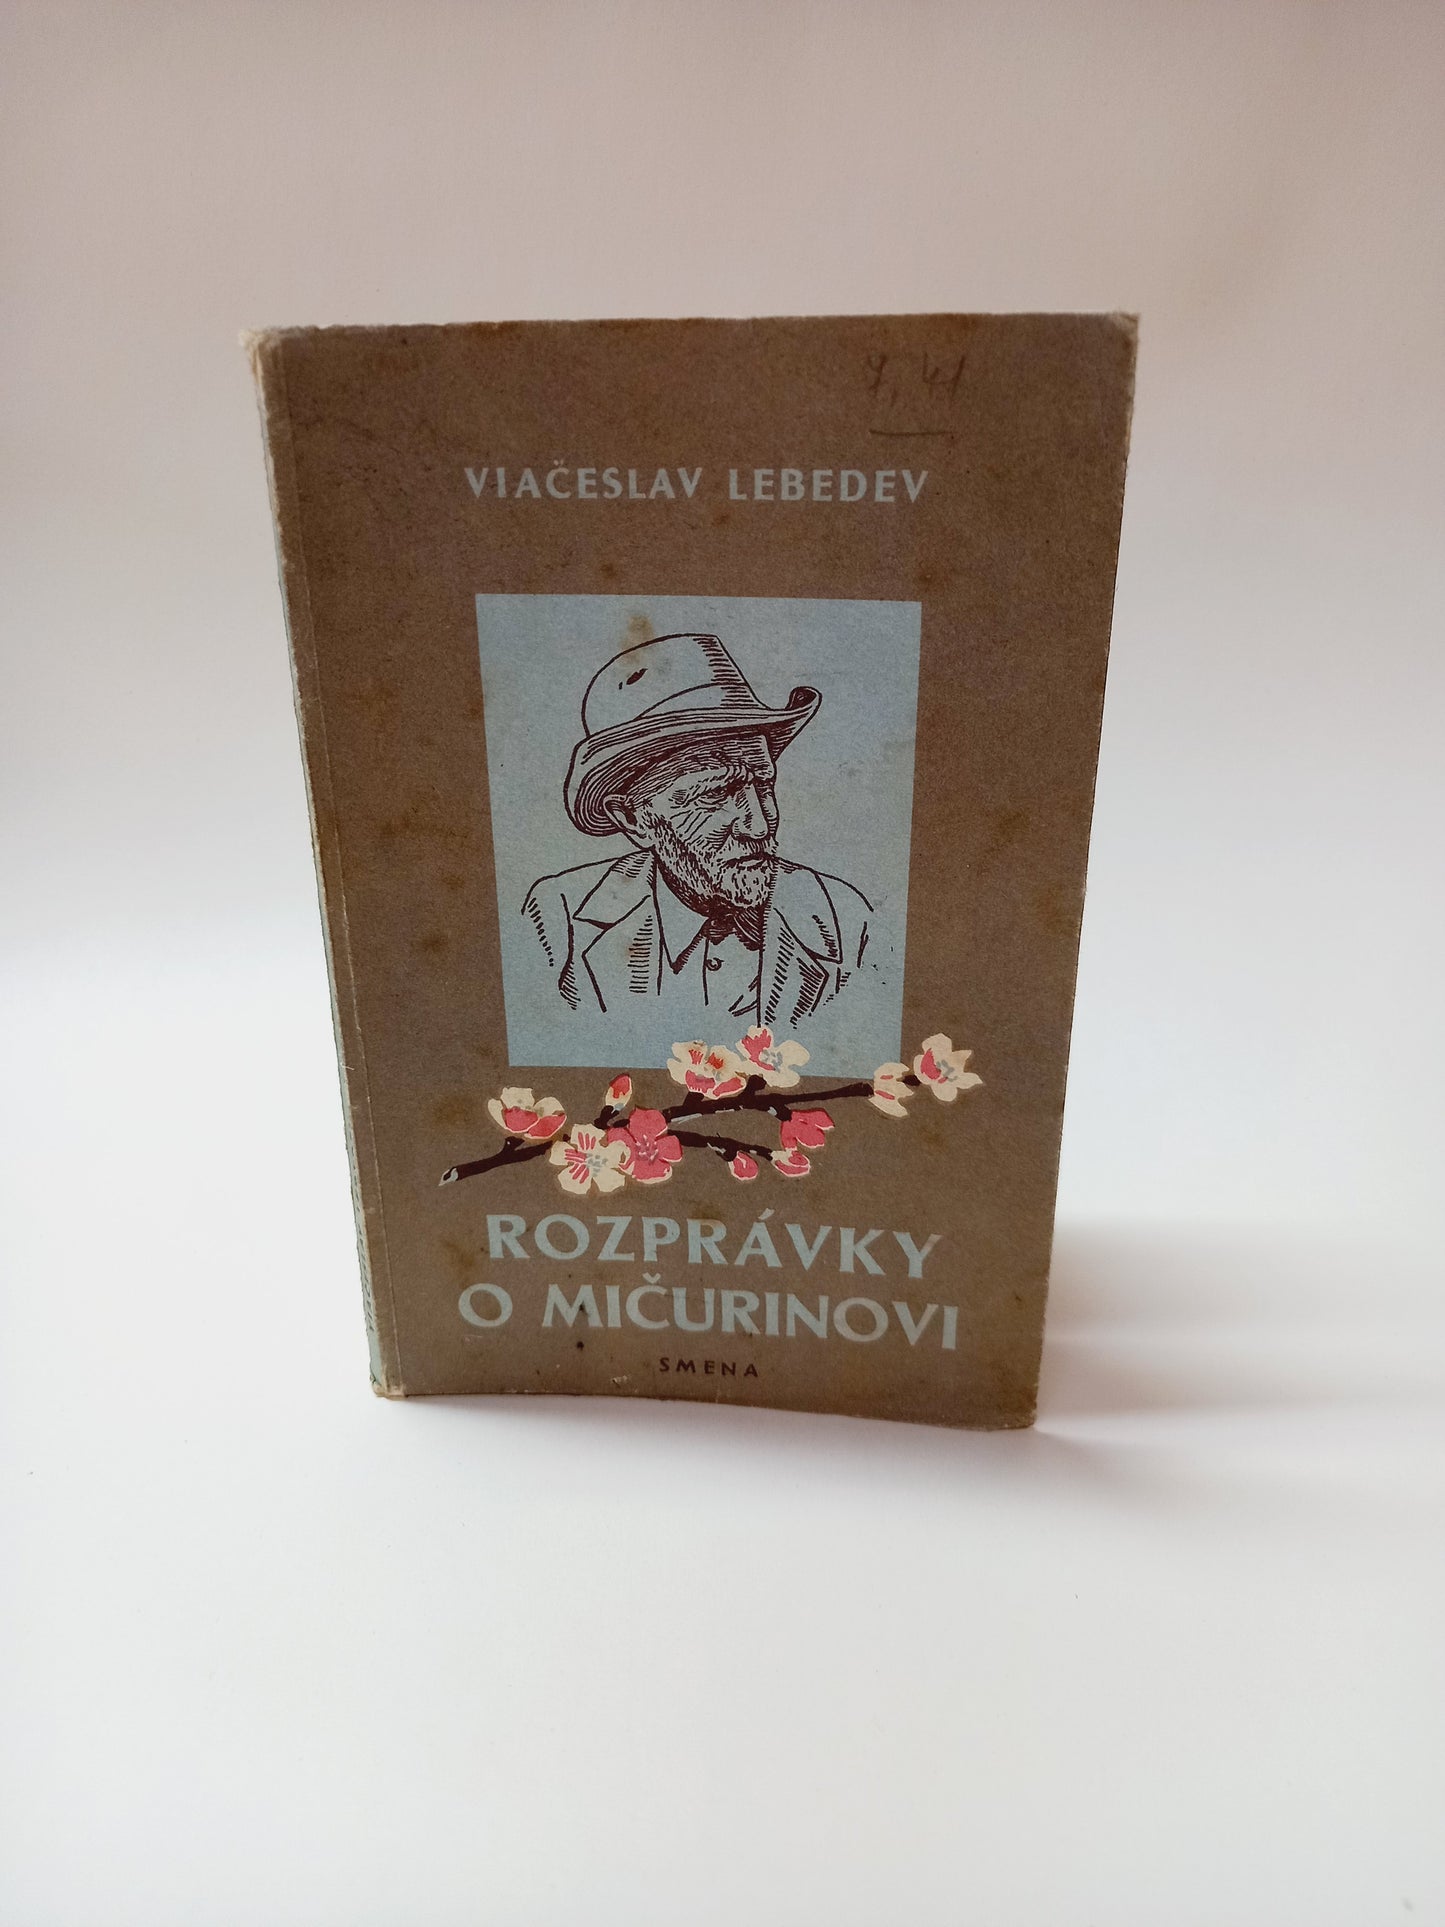 VIAČESLAV LEBEDEV
ROZPRÁVKY
O MIČURINOVI
SMENA